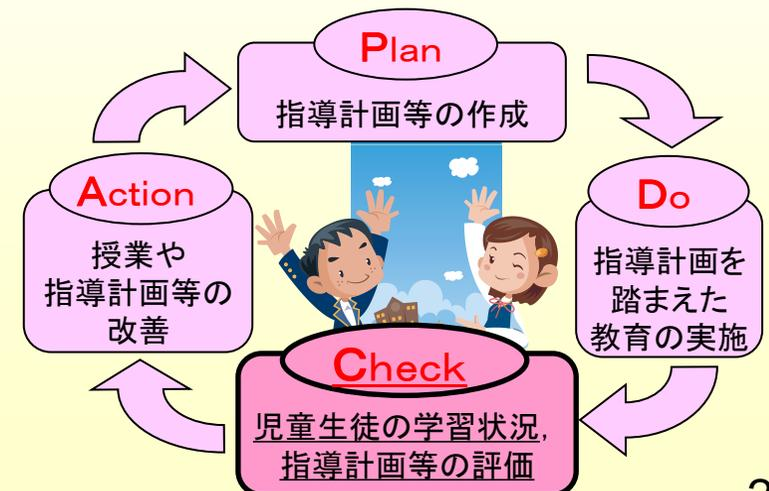 Plan
指導計画等の作成
Action
授業や
指導計画等の
改善
Do
指導計画を
踏まえた
教育の実施
Check
児童生徒の学習状況,
指導計画等の評価